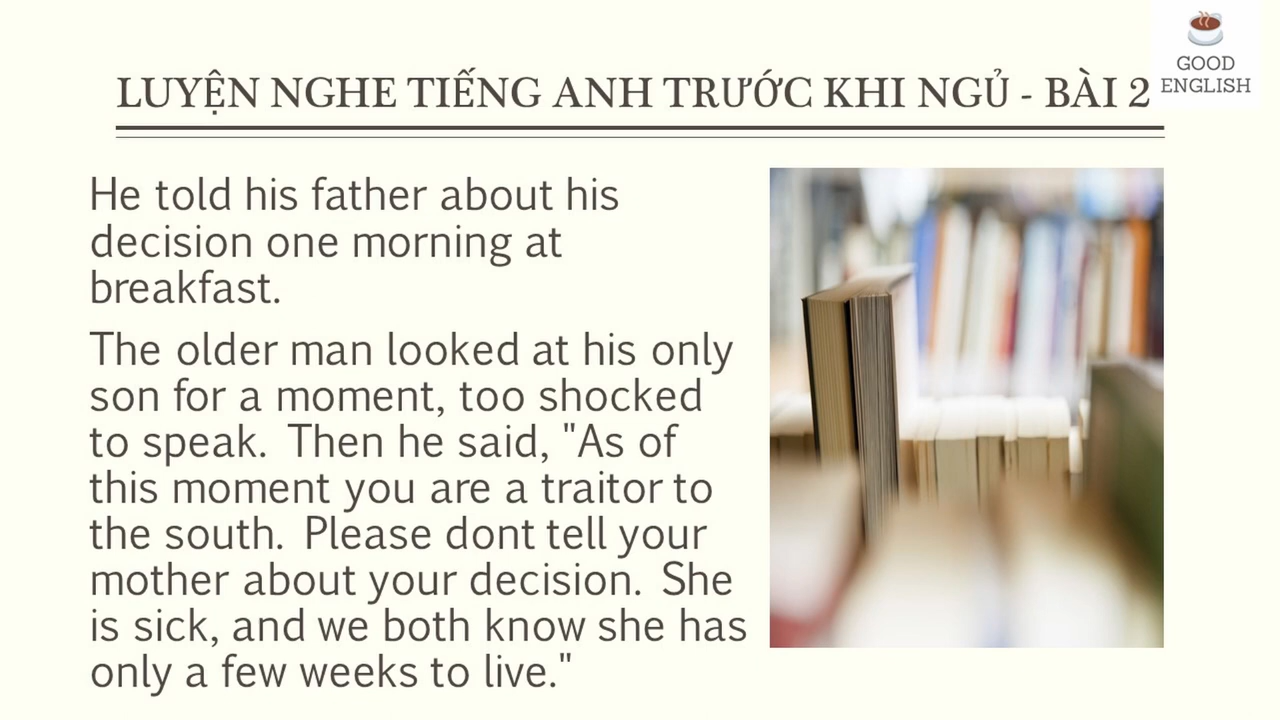 GOOD
ENGLISH
LUYỆN NGHE TIẾNG ANH TRƯỚC KHI NGỦ - BÀI 2
He told his father about his
decision one morning at
breakfast.
The older man looked at his only
son for a moment, too shocked
to speak. Then he said, "As of
this moment you are a traitor to
the south. Please dont tell your
mother about your decision. She
is sick, and we both know she has
only a few weeks to live."